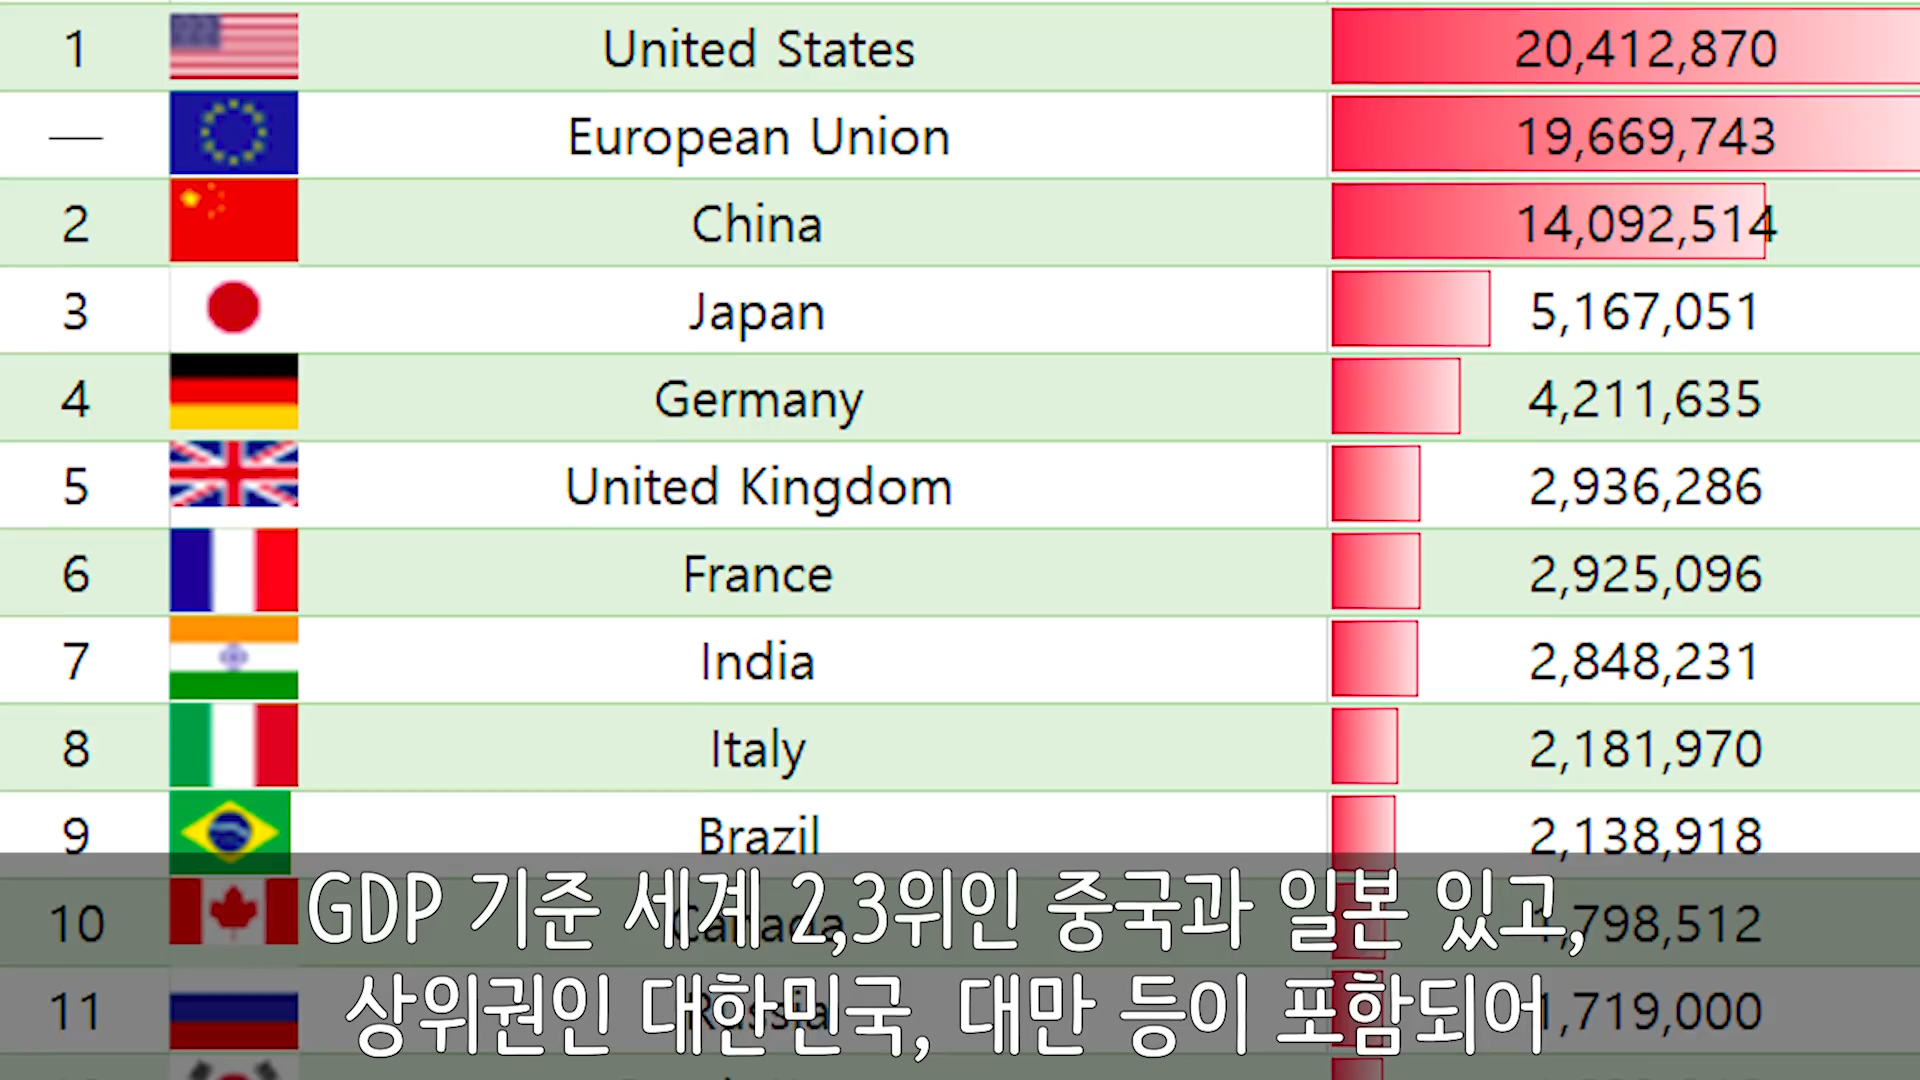 1 United States 20,412,870
— European Union 19,669,743
2 China 14,092,514
3 Japan 5,167,051
4 Germany 4,211,635
5 United Kingdom 2,936,286
6 France 2,925,096
7 India 2,848,231
8 Italy 2,181,970
9 Brazil 2,138,918
10 Canada 1,798,512
11 Russia 1,719,000
GDP 기준 세계 2,3위인 중국과 일본 있고,
상위권인 대한민국, 대만 등이 포함되어